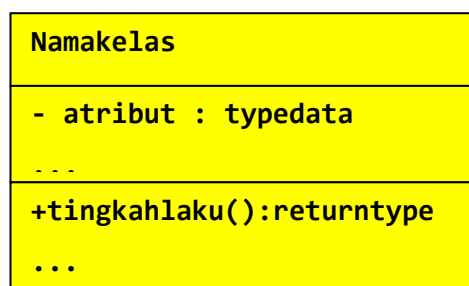 Namakelas
- atribut : typedata
...
+tingkahlaku():returntype
...